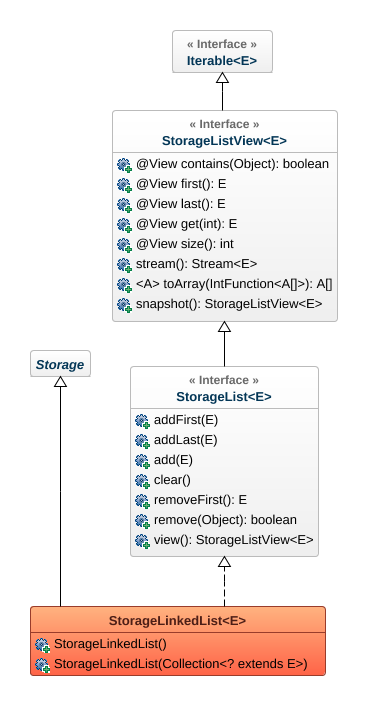 « Interface »
Iterable<E>
« Interface »
StorageListView<E>
@View contains(Object): boolean
@View first(): E
@View last(): E
@View get(int): E
@View size(): int
stream(): Stream<E>
<A> toArray(IntFunction<A[]>): A[]
snapshot(): StorageListView<E>
Storage
« Interface »
StorageList<E>
addFirst(E)
addLast(E)
add(E)
clear()
removeFirst(): E
remove(Object): boolean
view(): StorageListView<E>
StorageLinkedList<E>
StorageLinkedList()
StorageLinkedList(Collection<? extends E>)